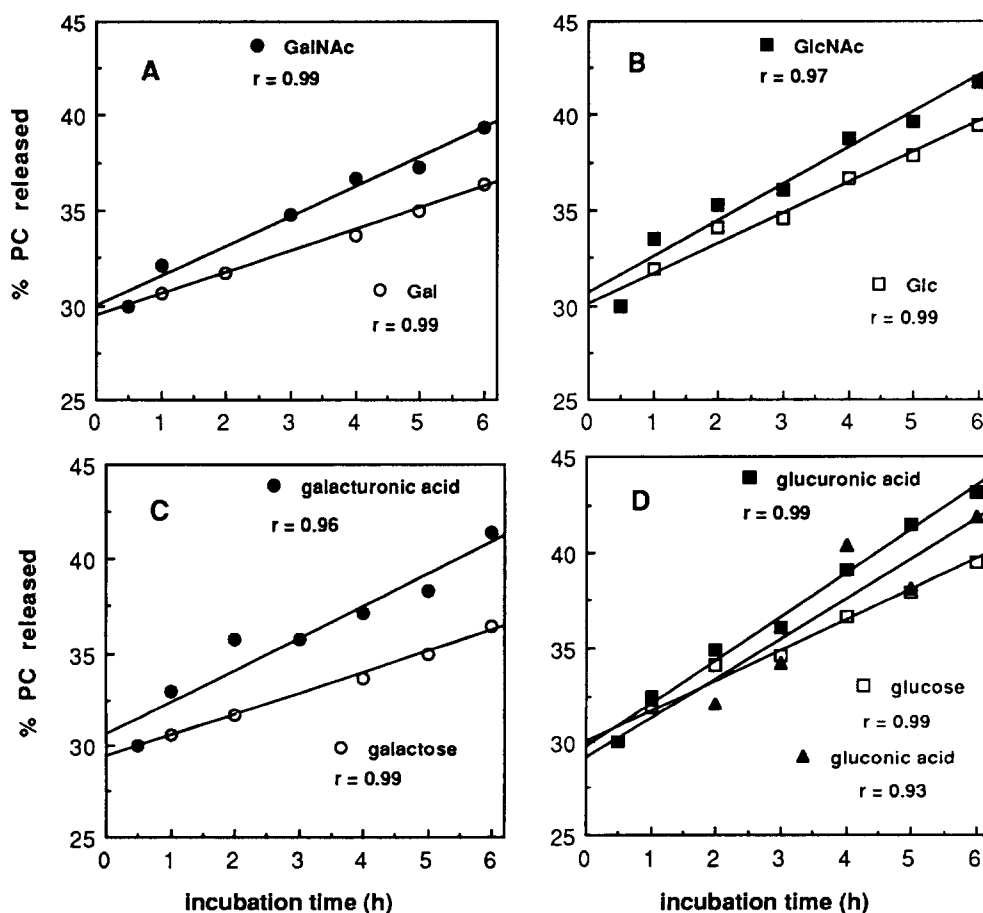 A
GalNAc
r = 0.99
Gal
r = 0.99
% PC released
45
40
35
30
25
0 1 2 3 4 5 6
B
GlcNAc
r = 0.97
Glc
r = 0.99
45
40
35
30
25
0 1 2 3 4 5 6
C
galacturonic acid
r = 0.96
galactose
r = 0.99
% PC released
45
40
35
30
25
0 1 2 3 4 5 6
incubation time (h)
D
glucuronic acid
r = 0.99
glucose
r = 0.99
gluconic acid
r = 0.93
45
40
35
30
25
0 1 2 3 4 5 6
incubation time (h)